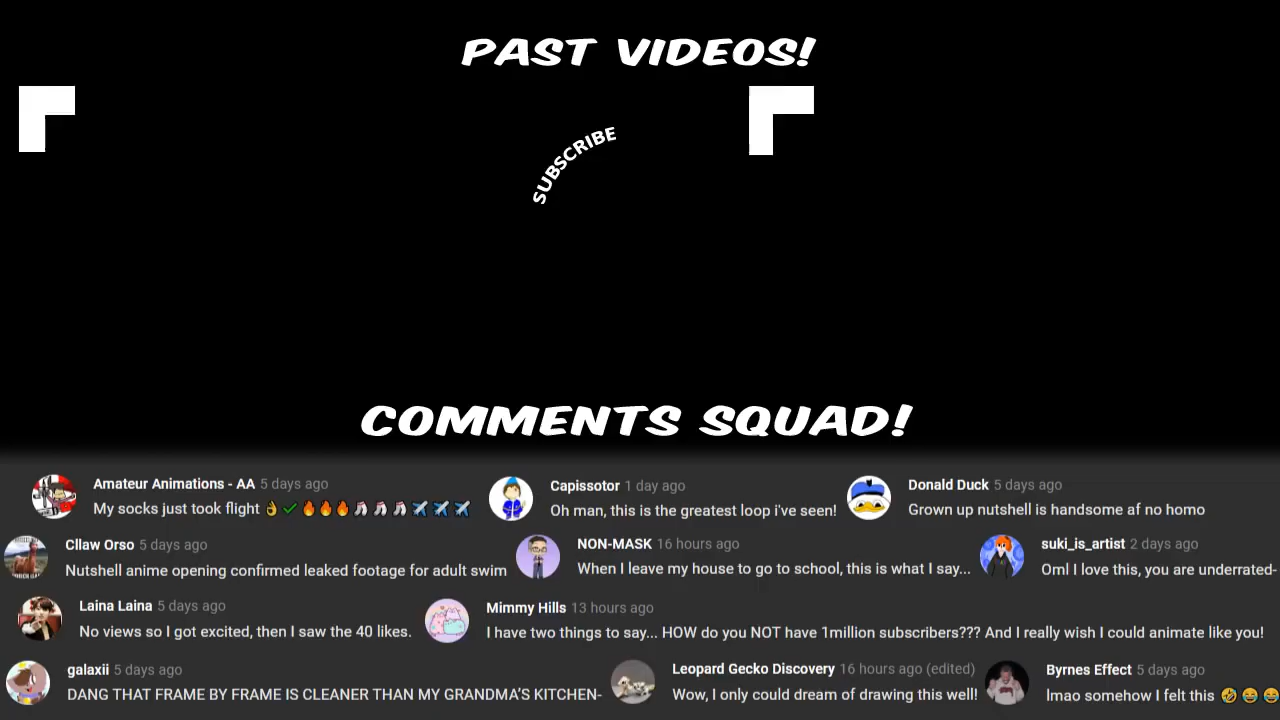 PAST VIDEOS!
SUBSCRIBE
COMMENTS SQUAD!
Amateur Animations - AA 5 days ago
My socks just took flight 👌✔🔥🔥🔥🧦🧦🧦✈✈✈
Capissotor 1 day ago
Oh man, this is the greatest loop i've seen!
Donald Duck 5 days ago
Grown up nutshell is handsome af no homo
Cllaw Orso 5 days ago
Nutshell anime opening confirmed leaked footage for adult swim
NON-MASK 16 hours ago
When I leave my house to go to school, this is what I say...
suki_is_artist 2 days ago
Oml I love this, you are underrated-
Laina Laina 5 days ago
No views so I got excited, then I saw the 40 likes.
Mimmy Hills 13 hours ago
I have two things to say... HOW do you NOT have 1million subscribers??? And I really wish I could animate like you!
galaxii 5 days ago
DANG THAT FRAME BY FRAME IS CLEANER THAN MY GRANDMA'S KITCHEN-
Leopard Gecko Discovery 16 hours ago (edited)
Wow, I only could dream of drawing this well!
Byrnes Effect 5 days ago
lmao somehow I felt this 🤣😂😂